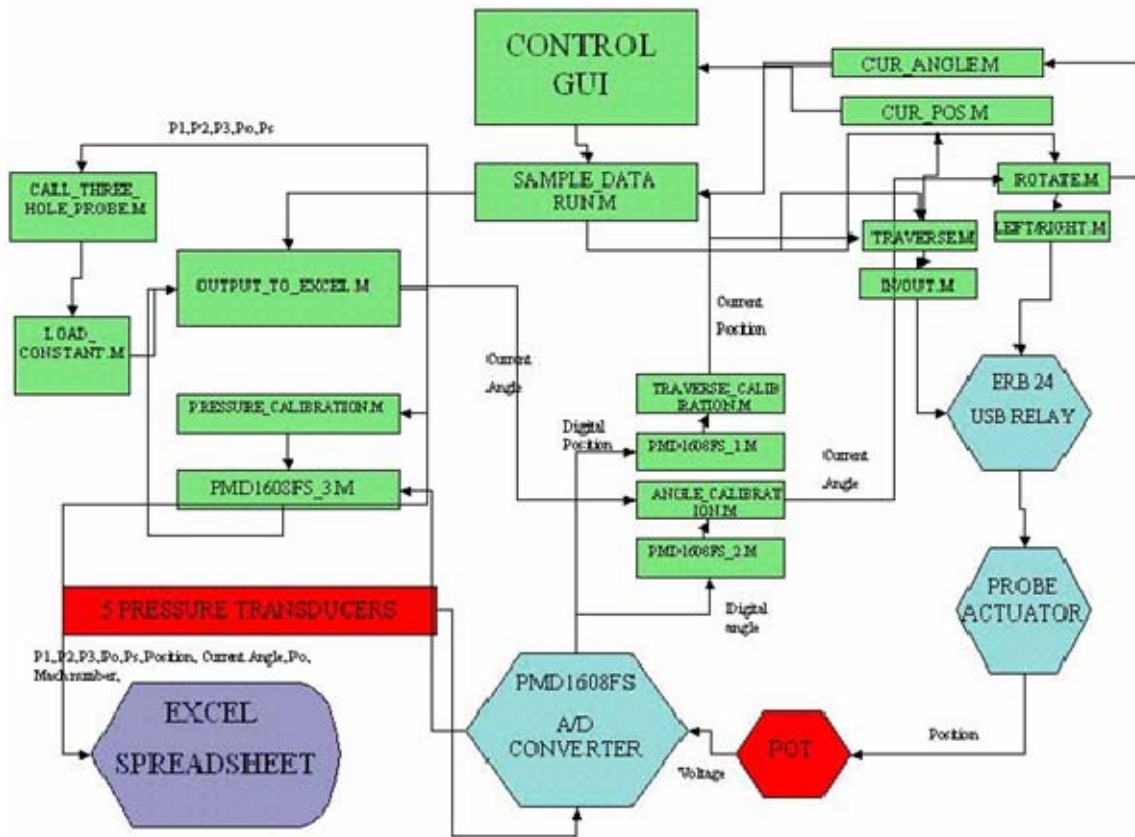 CONTROL
GUI
CUR_ANGLE.M
CUR_POS.M
P1,P2,P3,Po,Ps
CALL_THREE_
HOLE_PROBE.M
SAMPLE_DATA
RUN.M
ROTATE.M
LEFT/RIGHT.M
TRAVERSE.M
IN/OUT.M
OUTPUT_TO_EXCEL.M
LOAD_
CONSTANT.M
Current
Position
Current
Angle
ERB 24
USB RELAY
PRESSURE_CALIBRATION.M
TRAVERSE_CALIB
RATION.M
Digital
Position
PMD1608FS_1.M
Current
Angle
PMD1608FS_3.M
ANGLE_CALIBRAT
ION.M
PMD1608FS_2.M
PROBE
ACTUATOR
5 PRESSURE TRANSDUCERS
Digital
angle
P1,P2,P3,Po,Ps,Position, Current Angle,Po,
Mach number,
PMD1608FS
A/D
CONVERTER
EXCEL
SPREADSHEET
POT
Position
Voltage